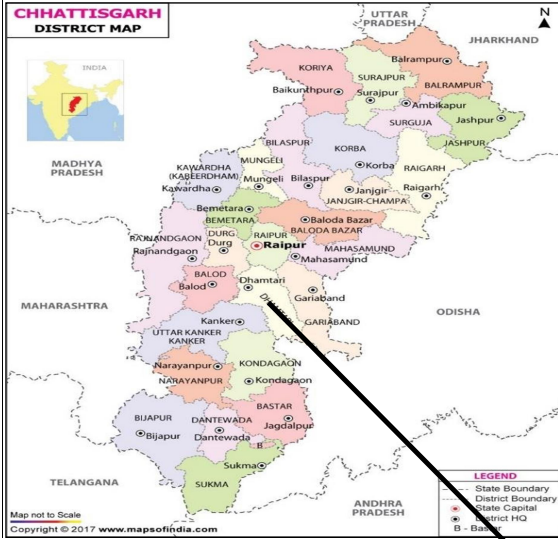 CHHATTISGARH
DISTRICT MAP
UTTAR
PRADESH
N
JHARKHAND
INDIA
MADHYA
PRADESH
KORIYA
Baikunthpur
SURAJPUR
Surajpur
Balrampur
BALRAMPUR
Ambikapur
SURGUJA
Jashpur
JASHPUR
BILASPUR
KORBA
Korba
KAWARDHA
(KABEERDHAM)
Kawardha
MUNGELI
Mungeli
Bilaspur
RAIGARH
Raigarh
Janjgir
JANJGIR-CHAMPA
Bemetara
BEMETARA
Baloda Bazar
BALODA BAZAR
RAJNANDGAON
Rajnandgaon
DURG
Durg
RAIPUR
Raipur
MAHASAMUND
Mahasamund
BALOD
Balod
Dhamtari
Gariaband
GARIABAND
MAHARASHTRA
ODISHA
Kanker
UTTAR KANKER
KANKER
Narayanpur
NARAYANPUR
KONDAGAON
Kondagaon
BASTAR
Jagdalpur
BIJAPUR
Bijapur
DANTEWADA
Dantewada
B
Sukma
SUKMA
TELANGANA
ANDHRA
PRADESH
LEGEND
State Boundary
District Boundary
State Capital
District HQ
B - Bastar
Map not to Scale
Copyright © 2017 www.mapsofindia.com